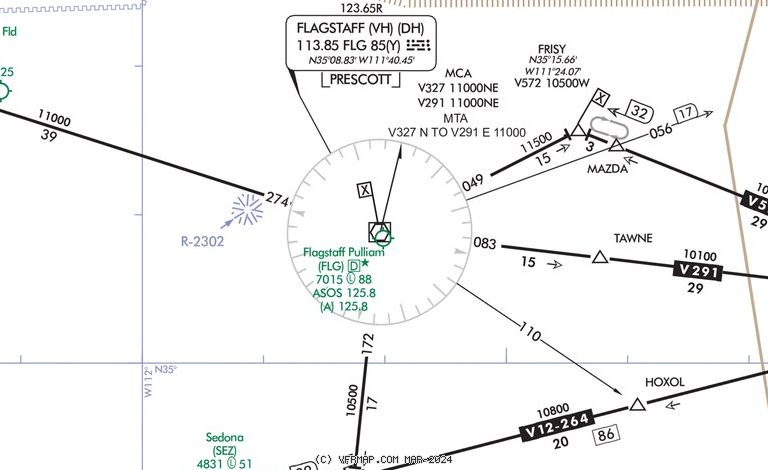 123.65R
FLAGSTAFF (VH) (DH)
113.85 FLG 85(Y)
N35°08.83' W111°40.45'
PRESCOTT
MCA
V327 11000NE
V291 11000NE
MTA
V327 N TO V291 E 11000
FRISY
N35°15.66'
W111°24.07'
V572 10500W
X
32
17
056
11500
15
3
MAZDA
049
Fld
25
11000
39
274
R-2302
X
Flagstaff Pulliam
(FLG) D★
7015 Ⓛ 88
ASOS 125.8
(A) 125.8
083
15
TAWNE
10100
V291
29
10
V5
29
110
172
W112°
N35°
10500
17
HOXOL
10800
V12-264
20
86
Sedona
(SEZ)
4831 Ⓛ 51
(C) VFRMAP.COM MAR-2024